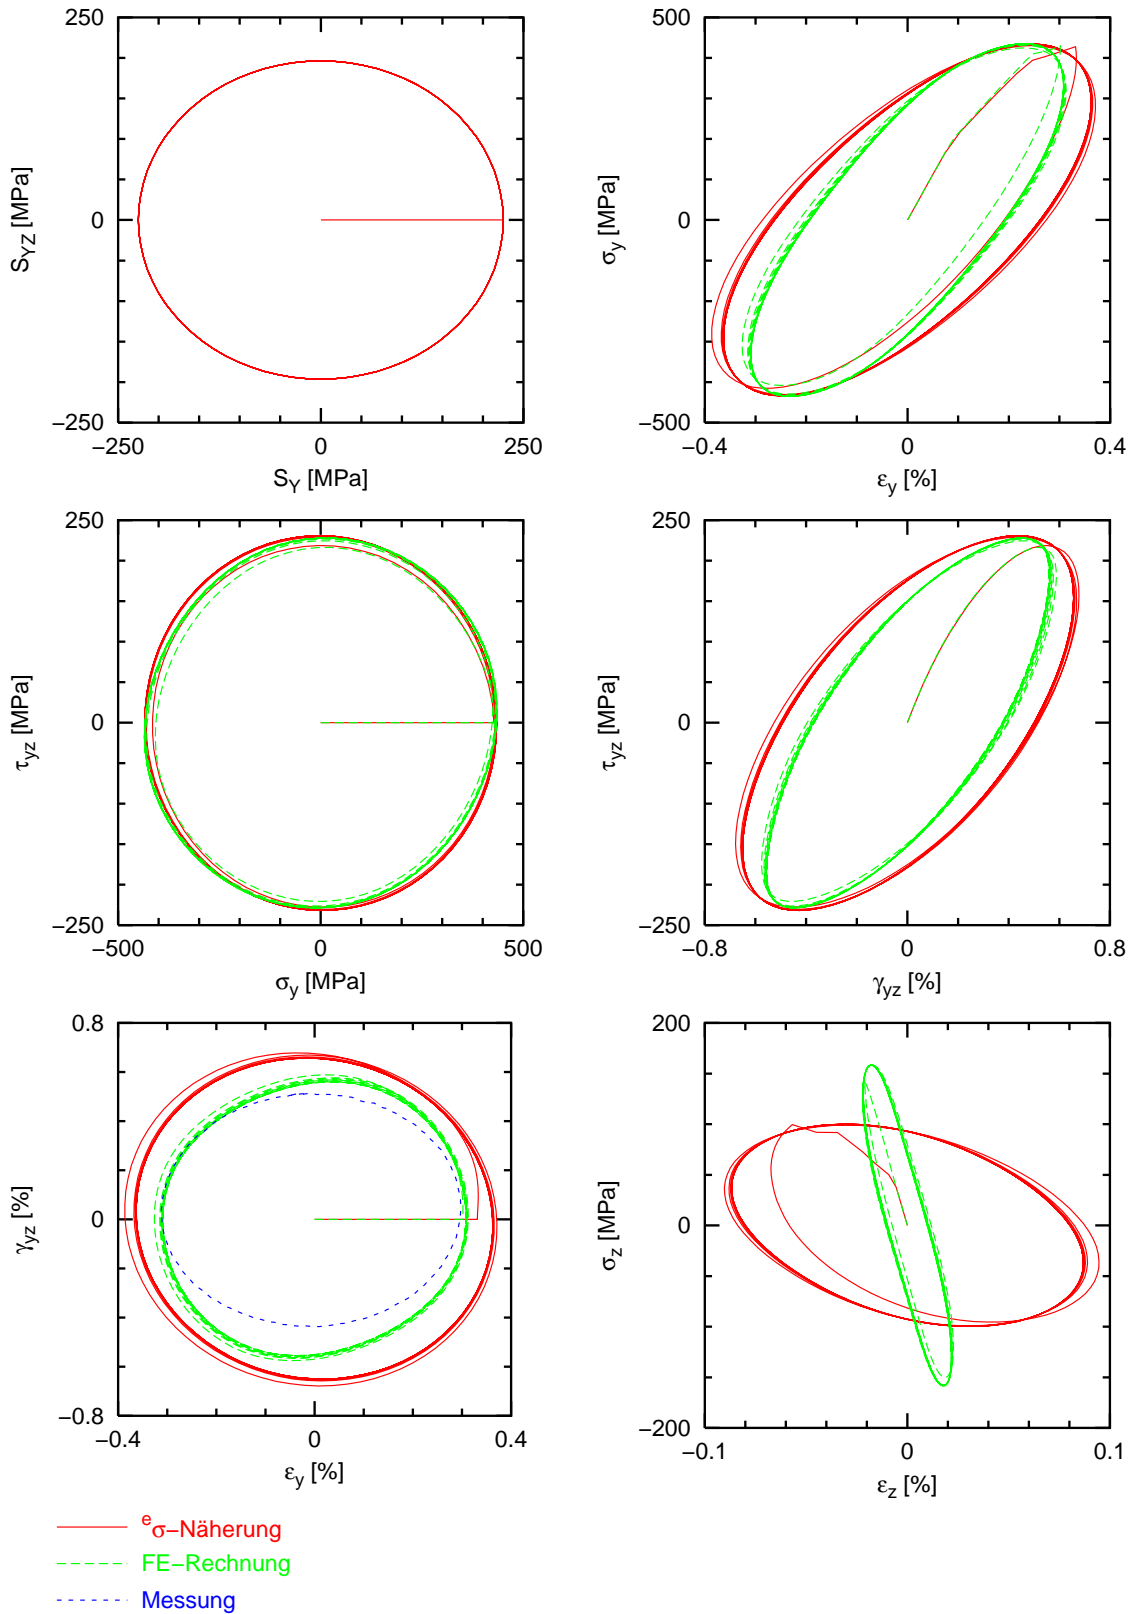 250
S_YZ [MPa]
0
−250
−250 0 250
S_Y [MPa]
500
σ_y [MPa]
0
−500
−0.4 0 0.4
ε_y [%]
250
τ_yz [MPa]
0
−250
−500 0 500
σ_y [MPa]
250
τ_yz [MPa]
0
−250
−0.8 0 0.8
γ_yz [%]
0.8
γ_yz [%]
0
−0.8
−0.4 0 0.4
ε_y [%]
200
100
σ_z [MPa]
0
−100
−200
−0.1 0 0.1
ε_z [%]
^eσ−Näherung
FE−Rechnung
Messung